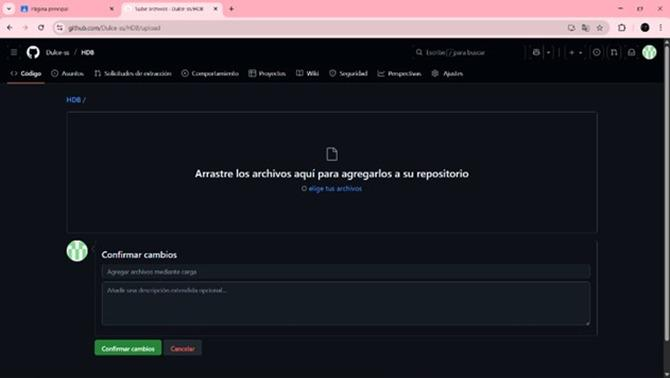 Página principal
Subir archivos · Dulce-ss/HDB
github.com/Dulce-ss/HDB/upload
Dulce-ss / HDB
Escribe / para buscar
Código
Asuntos
Solicitudes de extracción
Comportamiento
Proyectos
Wiki
Seguridad
Perspectivas
Ajustes
HDB /
Arrastre los archivos aquí para agregarlos a su repositorio
O elige tus archivos
Confirmar cambios
Agregar archivos mediante carga
Añadir una descripción extendida opcional...
Confirmar cambios
Cancelar